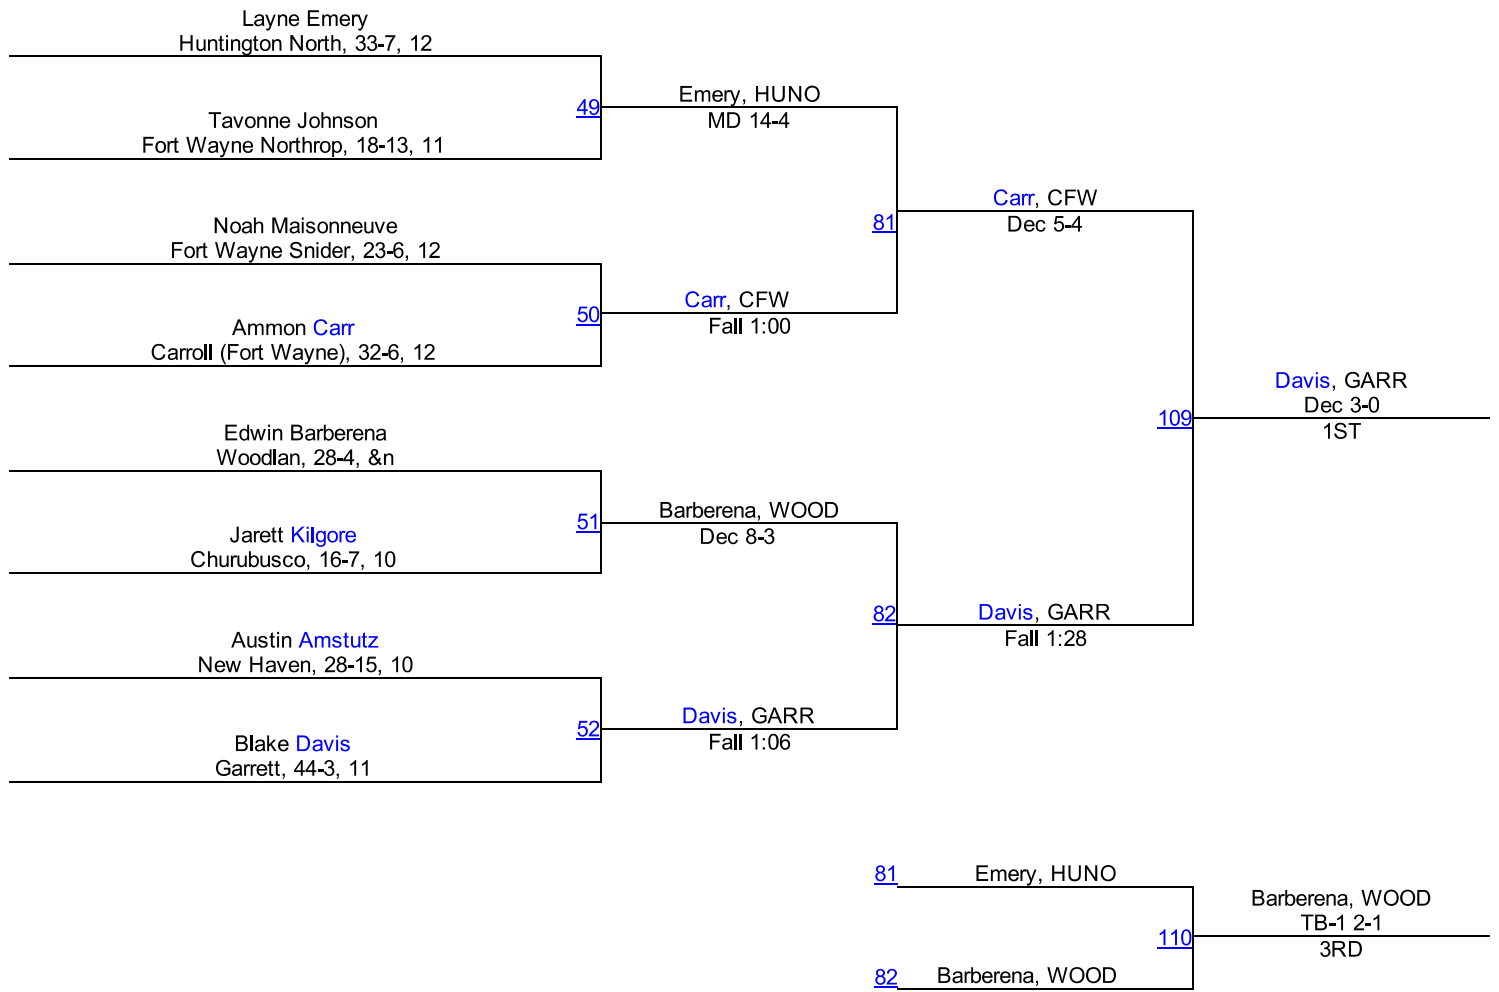 Layne Emery
Huntington North, 33-7, 12
49
Tavonne Johnson
Fort Wayne Northrop, 18-13, 11
Emery, HUNO
MD 14-4
Noah Maisonneuve
Fort Wayne Snider, 23-6, 12
81
Carr, CFW
Dec 5-4
50
Ammon Carr
Carroll (Fort Wayne), 32-6, 12
Carr, CFW
Fall 1:00
109
Davis, GARR
Dec 3-0
1ST
Edwin Barberena
Woodlan, 28-4, &n
51
Jarett Kilgore
Churubusco, 16-7, 10
Barberena, WOOD
Dec 8-3
82
Davis, GARR
Fall 1:28
Austin Amstutz
New Haven, 28-15, 10
52
Blake Davis
Garrett, 44-3, 11
Davis, GARR
Fall 1:06
81
Emery, HUNO
110
Barberena, WOOD
TB-1 2-1
3RD
82
Barberena, WOOD